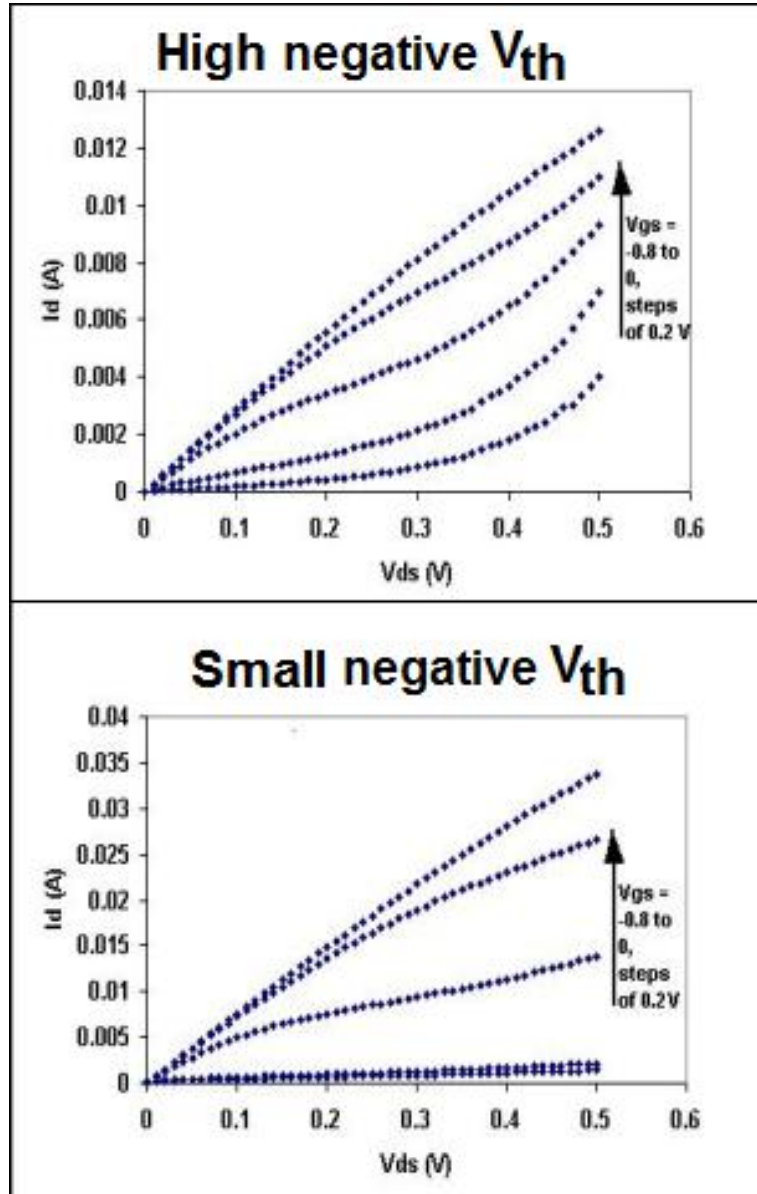 High negative Vth
0.014
0.012
0.01
0.008
0.006
0.004
0.002
0
Id (A)
0 0.1 0.2 0.3 0.4 0.5 0.6
Vds (V)
Vgs =
-0.8 to
0,
steps
of 0.2 V
Small negative Vth
0.04
0.035
0.03
0.025
0.02
0.015
0.01
0.005
0
Id (A)
0 0.1 0.2 0.3 0.4 0.5 0.6
Vds (V)
Vgs =
-0.8 to
0,
steps
of 0.2V